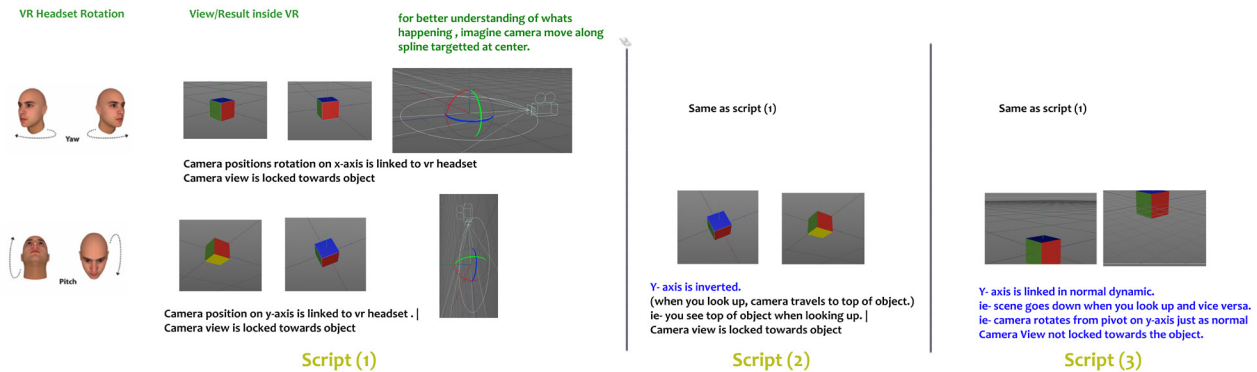 VR Headset Rotation
View/Result inside VR
for better understanding of whats
happening , imagine camera move along
spline targetted at center.
Yaw
Camera positions rotation on x-axis is linked to vr headset
Camera view is locked towards object
Pitch
Camera position on y-axis is linked to vr headset . |
Camera view is locked towards object
Script (1)
Same as script (1)
Y- axis is inverted.
(when you look up, camera travels to top of object.)
ie- you see top of object when looking up. |
Camera view is locked towards object
Script (2)
Same as script (1)
Y- axis is linked in normal dynamic.
ie- scene goes down when you look up and vice versa.
ie- camera rotates from pivot on y-axis just as normal
Camera View not locked towards the object.
Script (3)